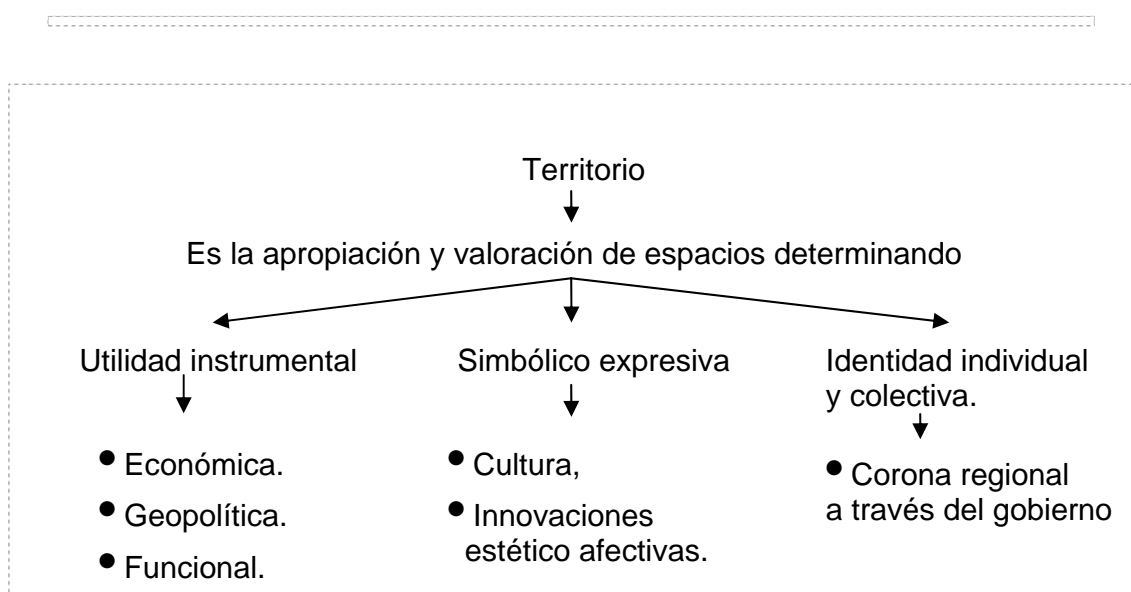 Territorio
Es la apropiación y valoración de espacios determinando
Utilidad instrumental
• Económica.
• Geopolítica.
• Funcional.
Simbólico expresiva
• Cultura,
• Innovaciones
estético afectivas.
Identidad individual
y colectiva.
• Corona regional
a través del gobierno